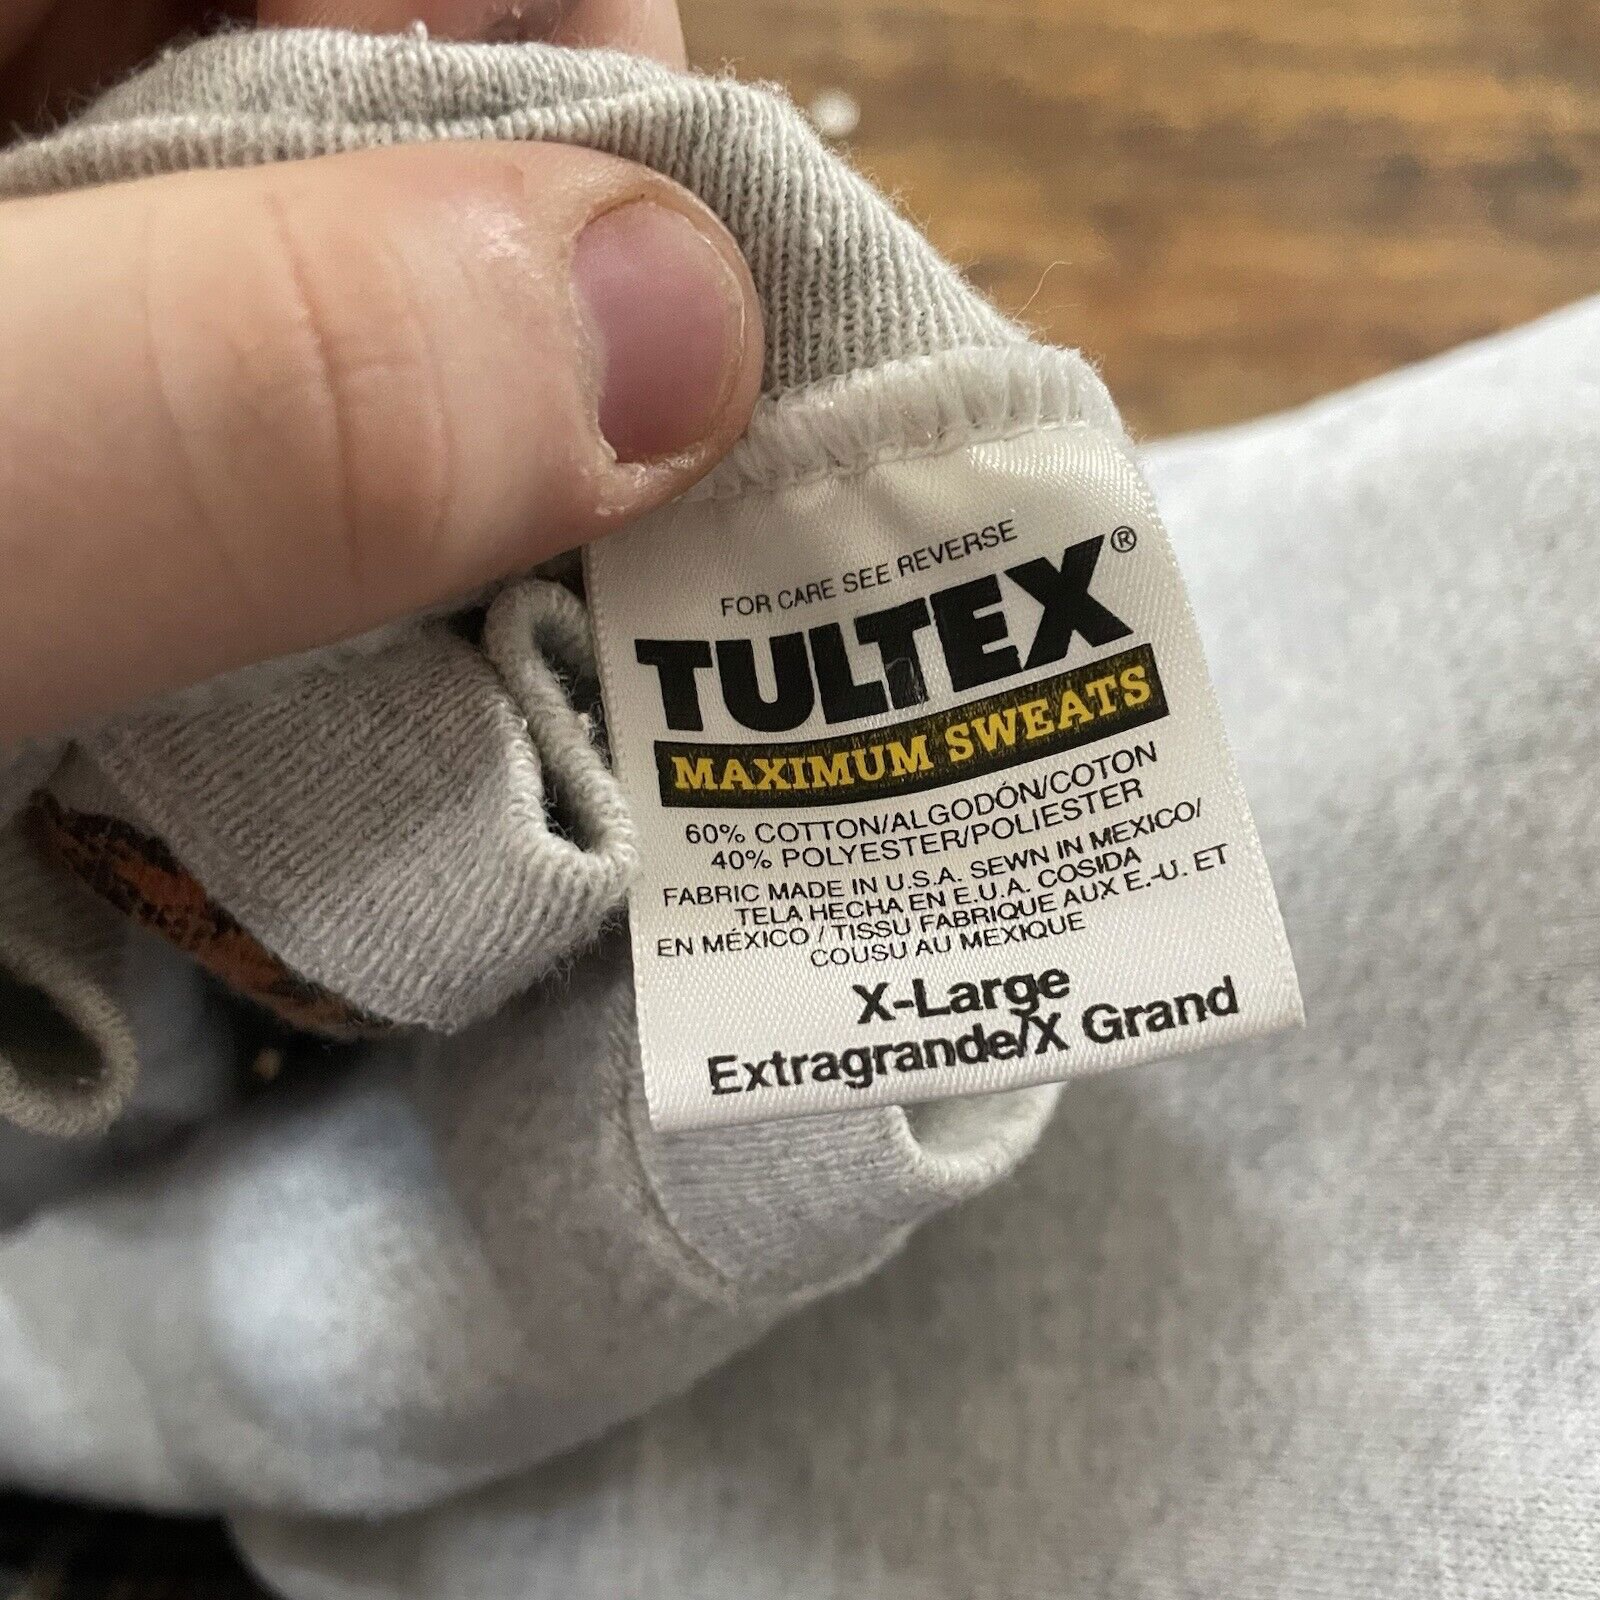 FOR CARE SEE REVERSE
TULTEX®
MAXIMUM SWEATS
60% COTTON/ALGODÓN/COTON
40% POLYESTER/POLIESTER
FABRIC MADE IN U.S.A. SEWN IN MEXICO/
TELA HECHA EN E.U.A. COSIDA
EN MÉXICO / TISSU FABRIQUE AUX E.-U. ET
COUSU AU MEXIQUE
X-Large
Extragrande/X Grand